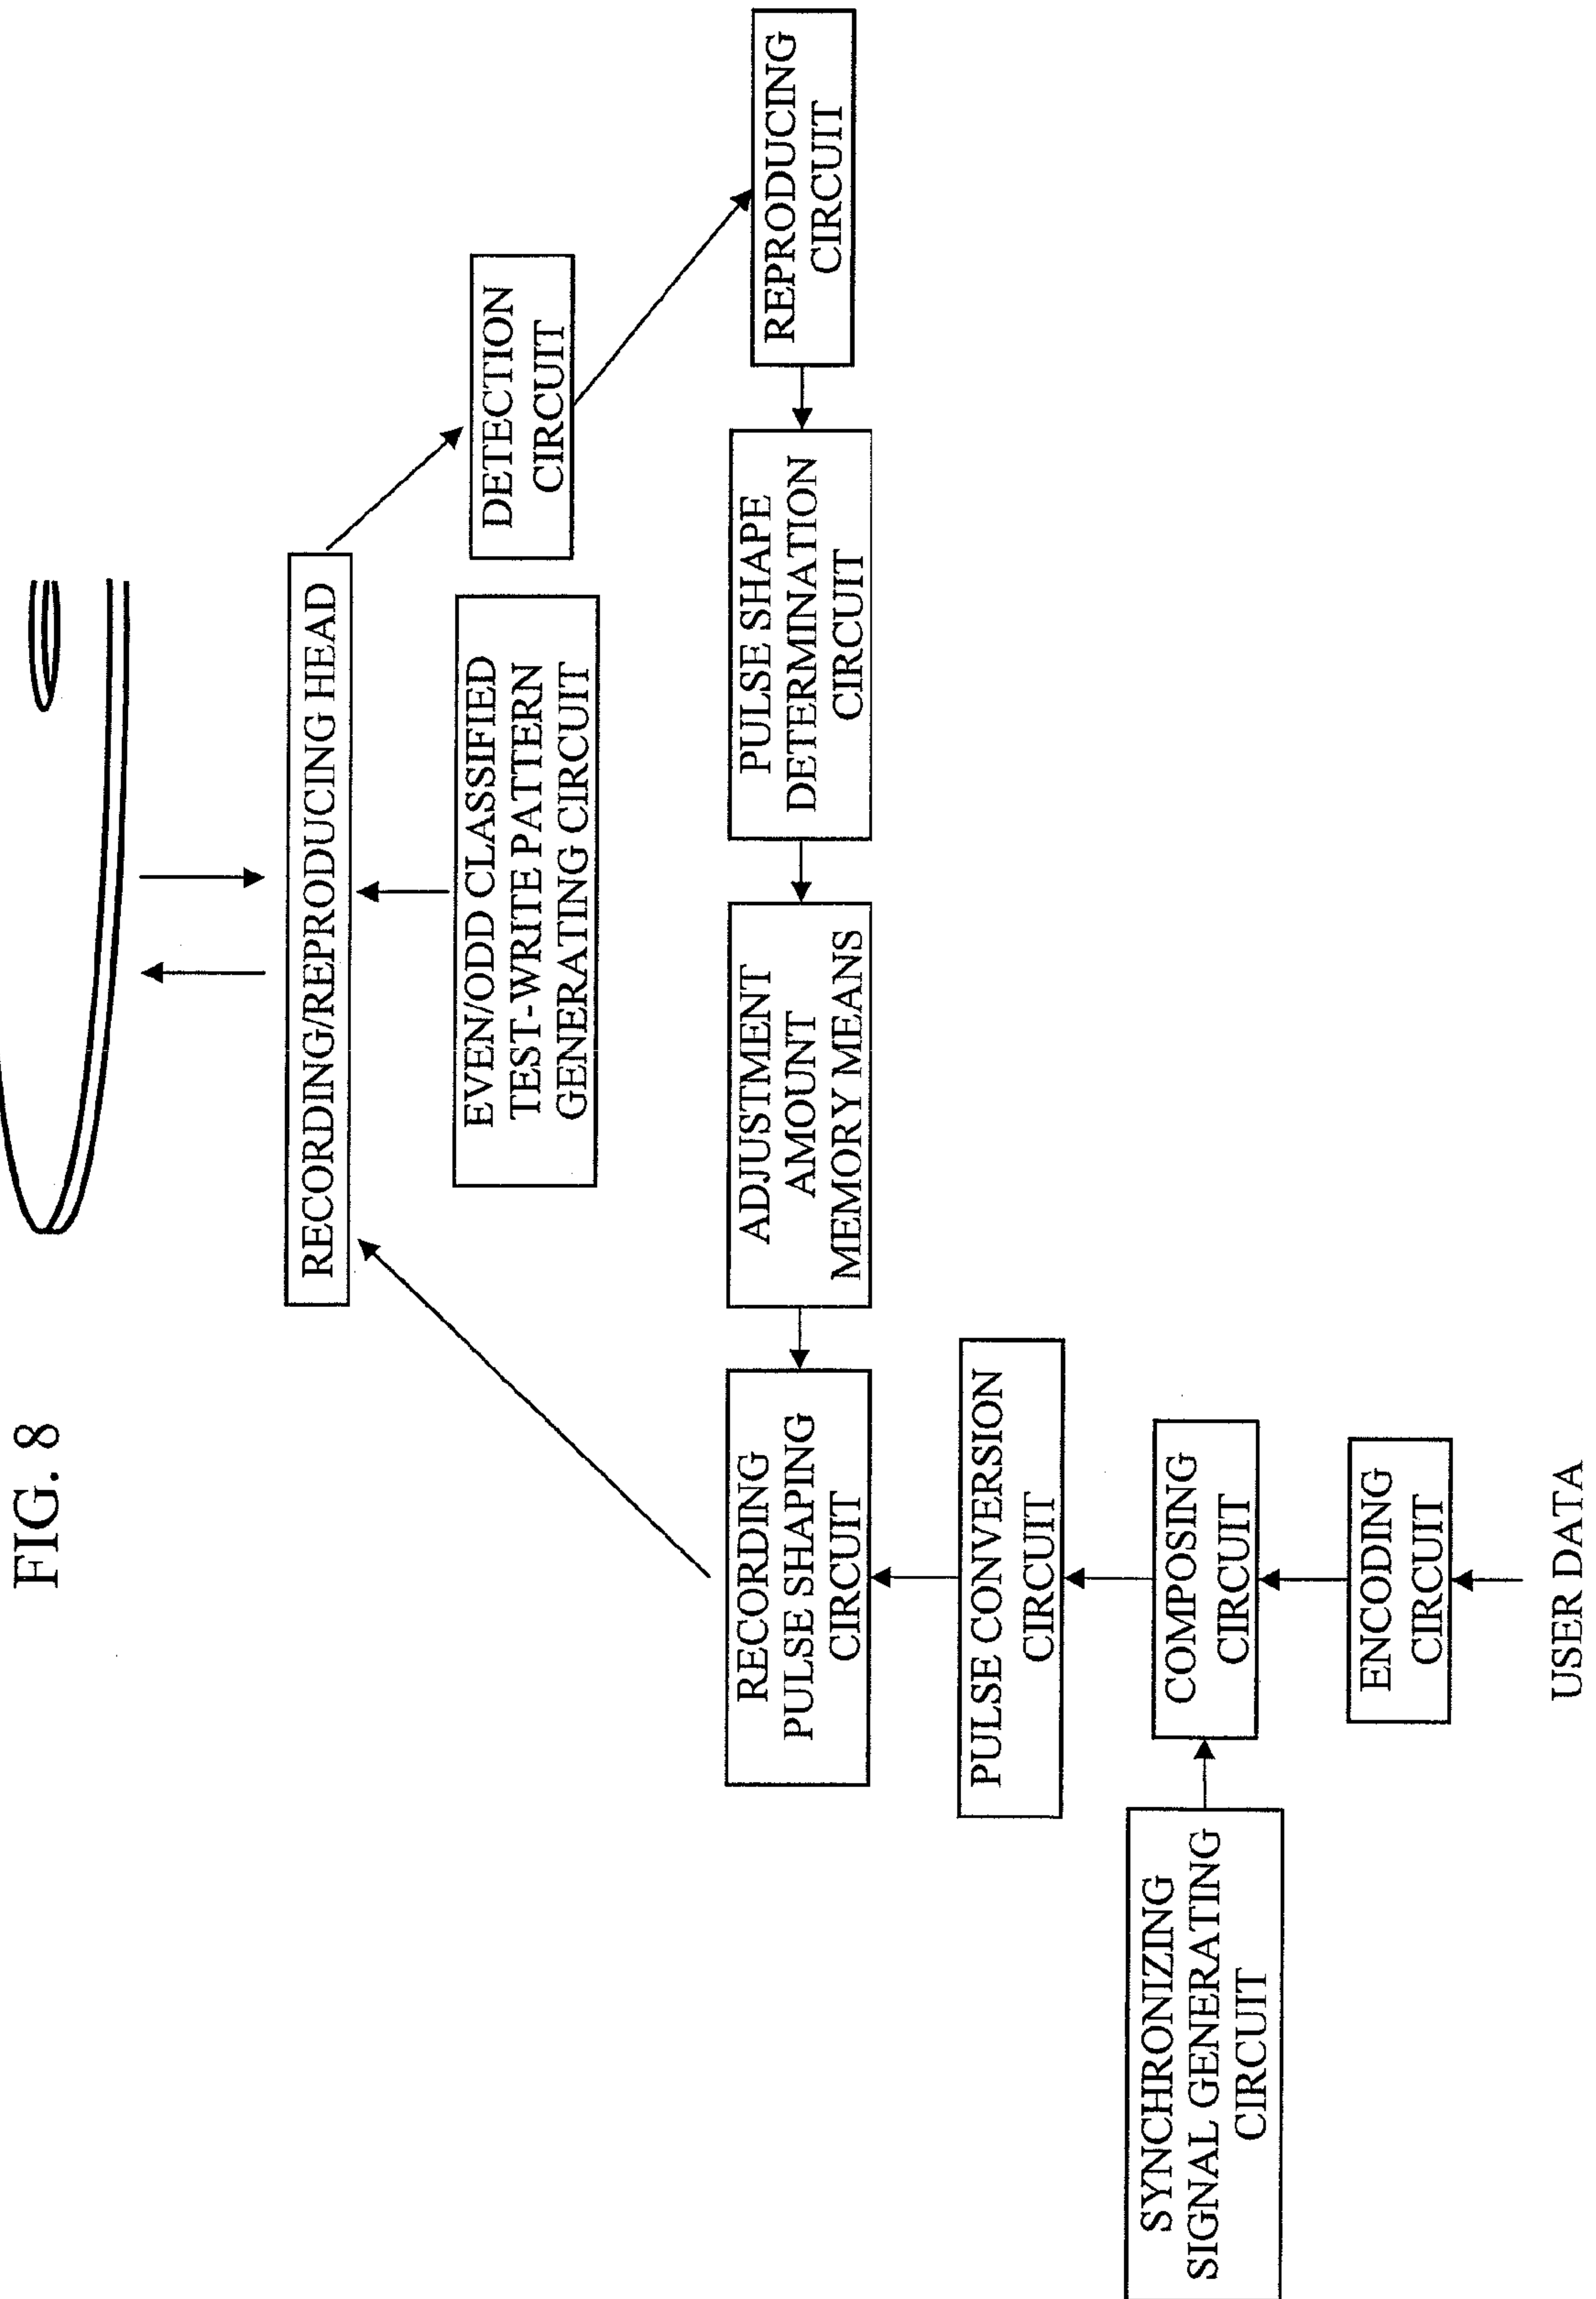 FIG. 8
RECORDING/REPRODUCING HEAD
EVEN/ODD CLASSIFIED
TEST-WRITE PATTERN
GENERATING CIRCUIT
DETECTION
CIRCUIT
REPRODUCING
CIRCUIT
PULSE SHAPE
DETERMINATION
CIRCUIT
ADJUSTMENT
AMOUNT
MEMORY MEANS
RECORDING
PULSE SHAPING
CIRCUIT
PULSE CONVERSION
CIRCUIT
SYNCHRONIZING
SIGNAL GENERATING
CIRCUIT
COMPOSING
CIRCUIT
ENCODING
CIRCUIT
USER DATA